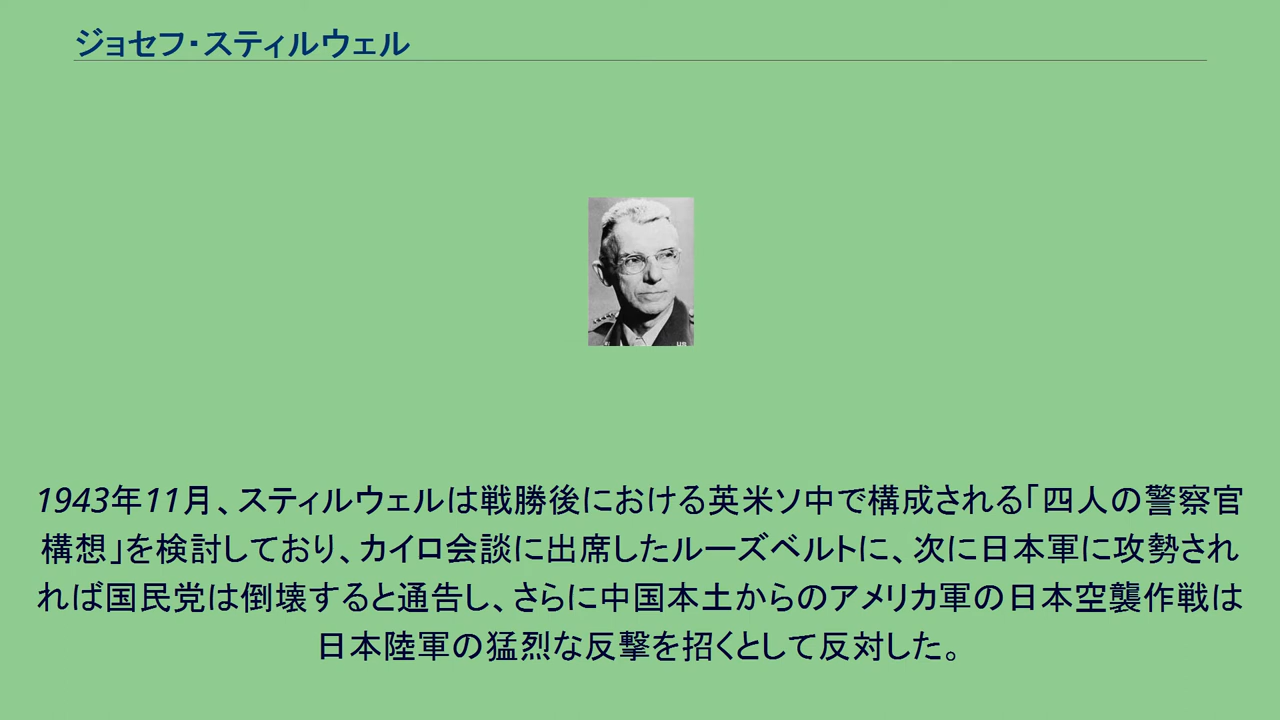 ジョセフ・スティルウェル
1943年11月、スティルウェルは戦勝後における英米ソ中で構成される「四人の警察官
構想」を検討しており、カイロ会談に出席したルーズベルトに、次に日本軍に攻勢され
れば国民党は倒壊すると通告し、さらに中国本土からのアメリカ軍の日本空襲作戦は
日本陸軍の猛烈な反撃を招くとして反対した。
US